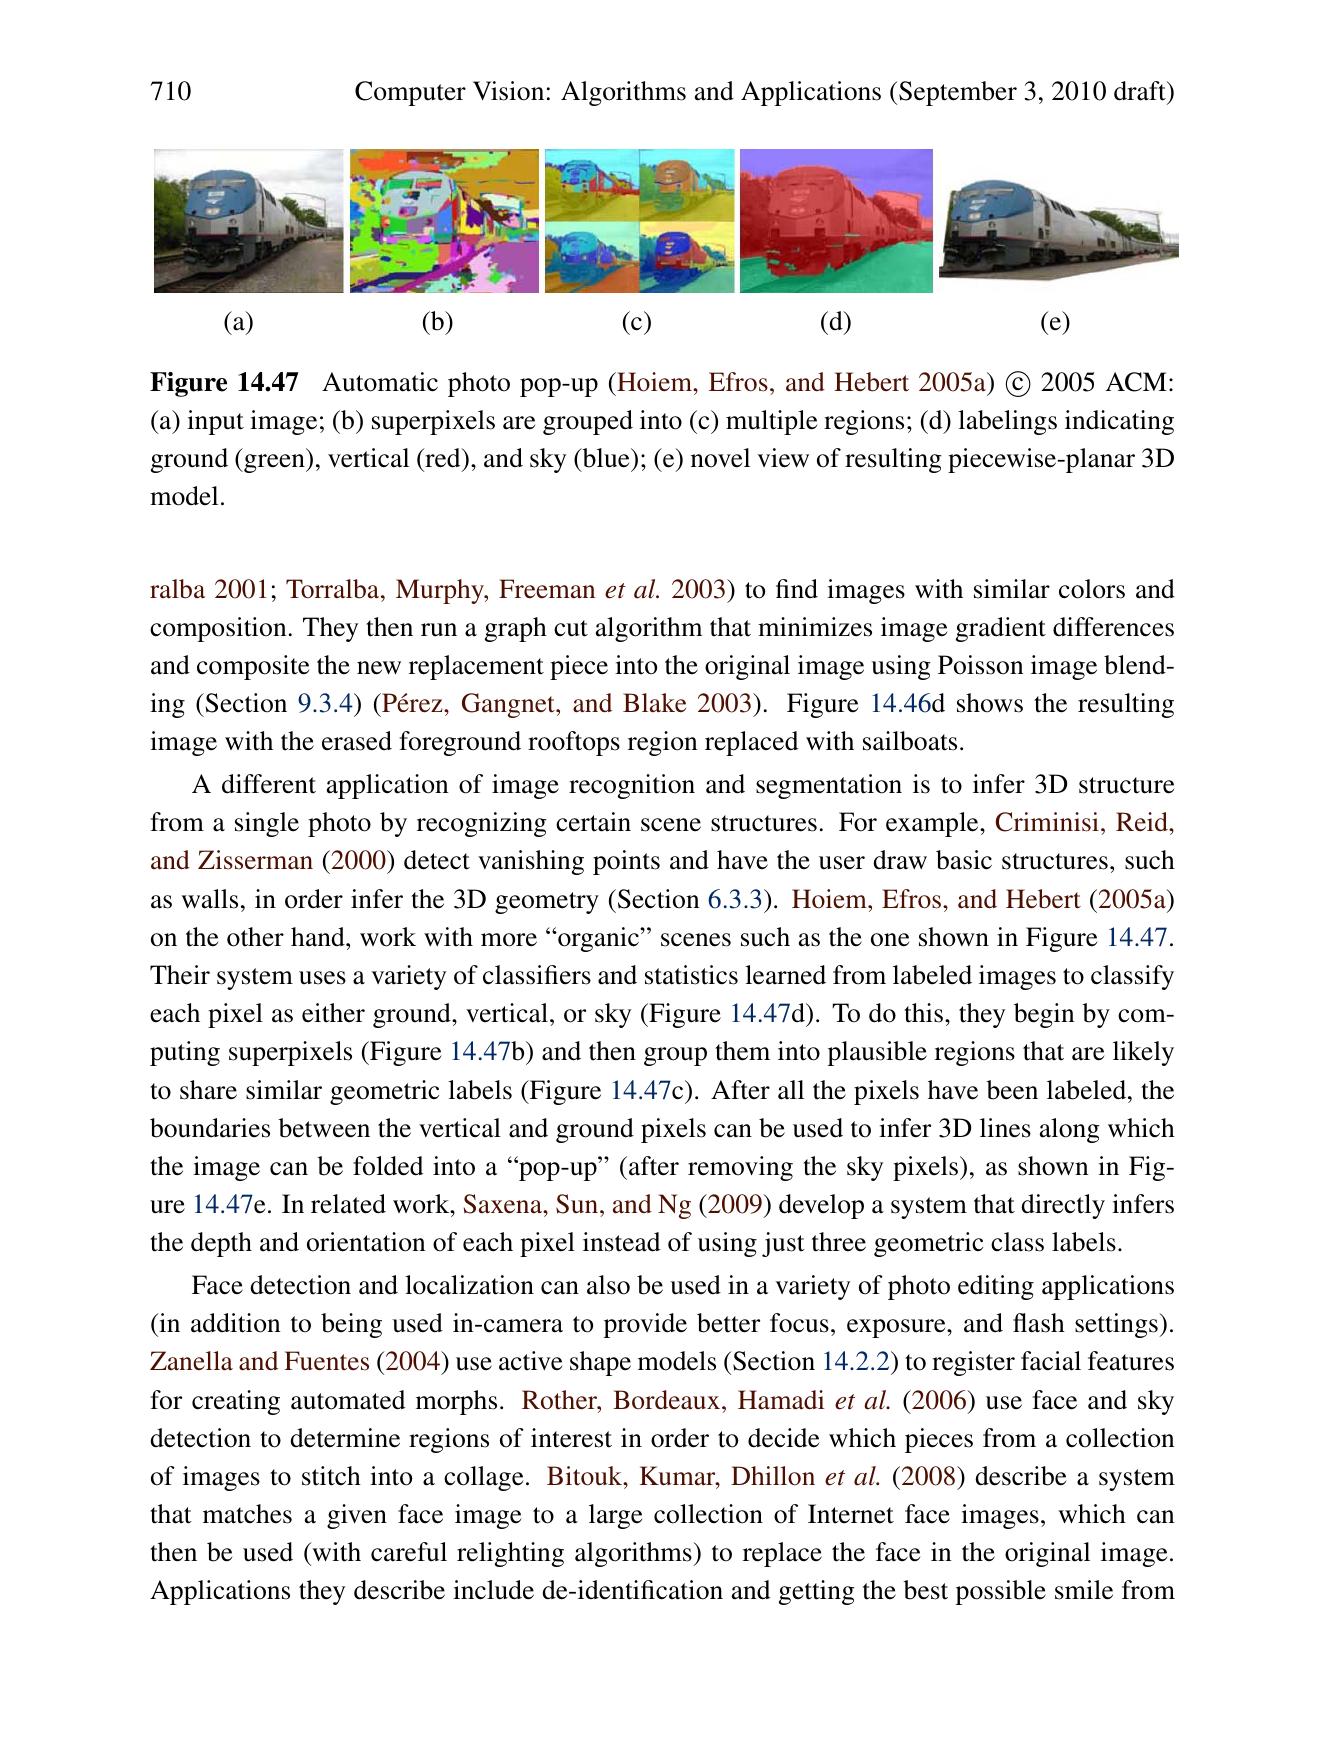 710 Computer Vision: Algorithms and Applications (September 3, 2010 draft)
(a) (b) (c) (d) (e)
Figure 14.47 Automatic photo pop-up (Hoiem, Efros, and Hebert 2005a) © 2005 ACM:
(a) input image; (b) superpixels are grouped into (c) multiple regions; (d) labelings indicating
ground (green), vertical (red), and sky (blue); (e) novel view of resulting piecewise-planar 3D
model.
ralba 2001; Torralba, Murphy, Freeman et al. 2003) to find images with similar colors and
composition. They then run a graph cut algorithm that minimizes image gradient differences
and composite the new replacement piece into the original image using Poisson image blend-
ing (Section 9.3.4) (Pérez, Gangnet, and Blake 2003). Figure 14.46d shows the resulting
image with the erased foreground rooftops region replaced with sailboats.
A different application of image recognition and segmentation is to infer 3D structure
from a single photo by recognizing certain scene structures. For example, Criminisi, Reid,
and Zisserman (2000) detect vanishing points and have the user draw basic structures, such
as walls, in order infer the 3D geometry (Section 6.3.3). Hoiem, Efros, and Hebert (2005a)
on the other hand, work with more “organic” scenes such as the one shown in Figure 14.47.
Their system uses a variety of classifiers and statistics learned from labeled images to classify
each pixel as either ground, vertical, or sky (Figure 14.47d). To do this, they begin by com-
puting superpixels (Figure 14.47b) and then group them into plausible regions that are likely
to share similar geometric labels (Figure 14.47c). After all the pixels have been labeled, the
boundaries between the vertical and ground pixels can be used to infer 3D lines along which
the image can be folded into a “pop-up” (after removing the sky pixels), as shown in Fig-
ure 14.47e. In related work, Saxena, Sun, and Ng (2009) develop a system that directly infers
the depth and orientation of each pixel instead of using just three geometric class labels.
Face detection and localization can also be used in a variety of photo editing applications
(in addition to being used in-camera to provide better focus, exposure, and flash settings).
Zanella and Fuentes (2004) use active shape models (Section 14.2.2) to register facial features
for creating automated morphs. Rother, Bordeaux, Hamadi et al. (2006) use face and sky
detection to determine regions of interest in order to decide which pieces from a collection
of images to stitch into a collage. Bitouk, Kumar, Dhillon et al. (2008) describe a system
that matches a given face image to a large collection of Internet face images, which can
then be used (with careful relighting algorithms) to replace the face in the original image.
Applications they describe include de-identification and getting the best possible smile from